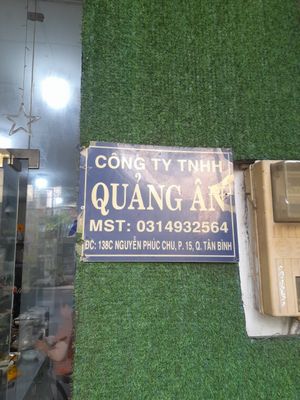 CÔNG TY TNHH
QUẢNG ÂN
MST: 0314932564
ĐC: 138C NGUYỄN PHÚC CHU, P. 15, Q. TÂN BÌNH